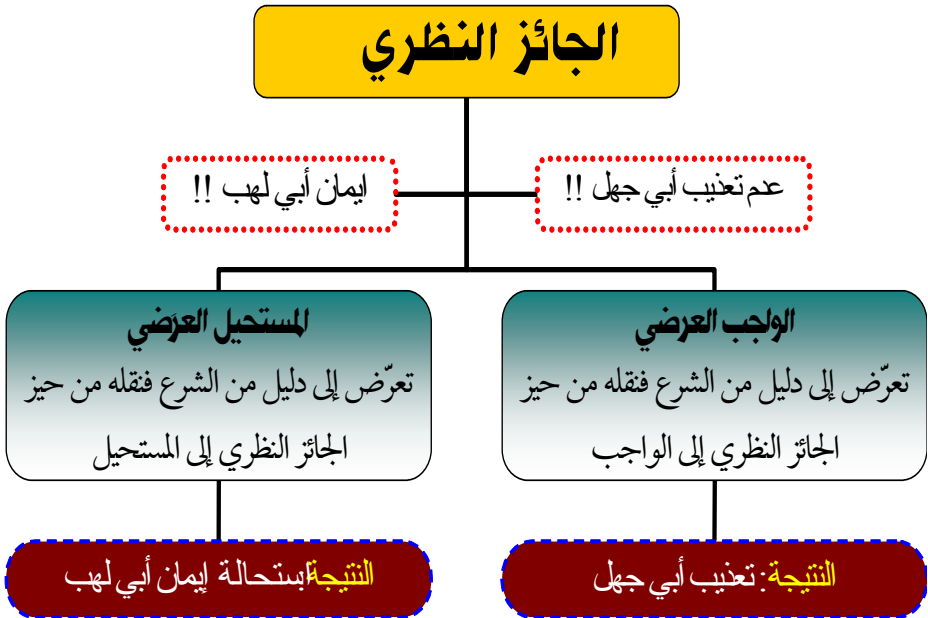 الجائز النظري
عدم تعذيب أبي جهل !!
ايمان أبي لهب !!
الواجب العرضي
تعرّض إلى دليل من الشرع فنقله من حيز
الجائز النظري إلى الواجب
المستحيل العرَضي
تعرّض إلى دليل من الشرع فنقله من حيز
الجائز النظري إلى المستحيل
النتيجة: تعذيب أبي جهل
النتيجة:استحالة إيمان أبي لهب